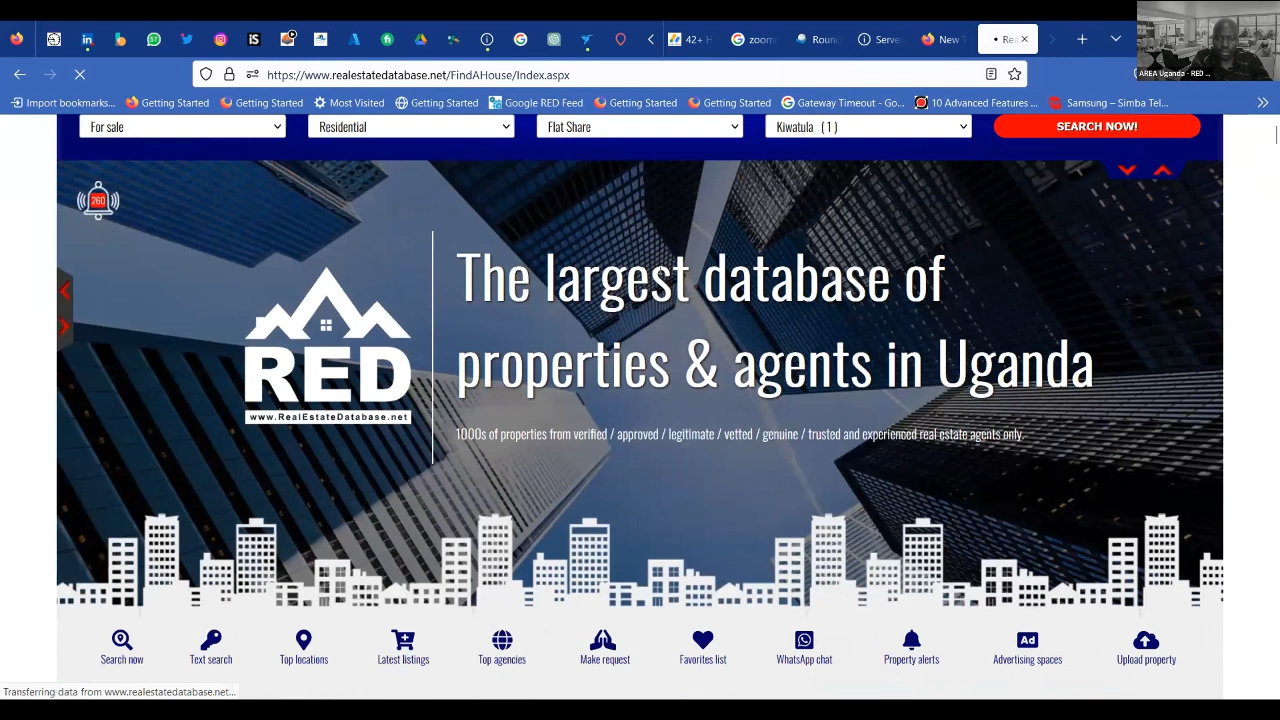 42+
zoom
Roun
Serve
New T
Rea
AREA Uganda - RED ...
https://www.realestatedatabase.net/FindAHouse/Index.aspx
Import bookmarks...
Getting Started
Getting Started
Most Visited
Getting Started
Google RED Feed
Getting Started
Getting Started
Gateway Timeout - Go...
10 Advanced Features ...
Samsung – Simba Tel...
For sale
Residential
Flat Share
Kiwatula ( 1 )
SEARCH NOW!
260
The largest database of
properties & agents in Uganda
RED
www.RealEstateDatabase.net
1000s of properties from verified / approved / legitimate / vetted / genuine / trusted and experienced real estate agents only.
Search now
Text search
Top locations
Latest listings
Top agencies
Make request
Favorites list
WhatsApp chat
Ad
Property alerts
Advertising spaces
Upload property
Transferring data from www.realestatedatabase.net...